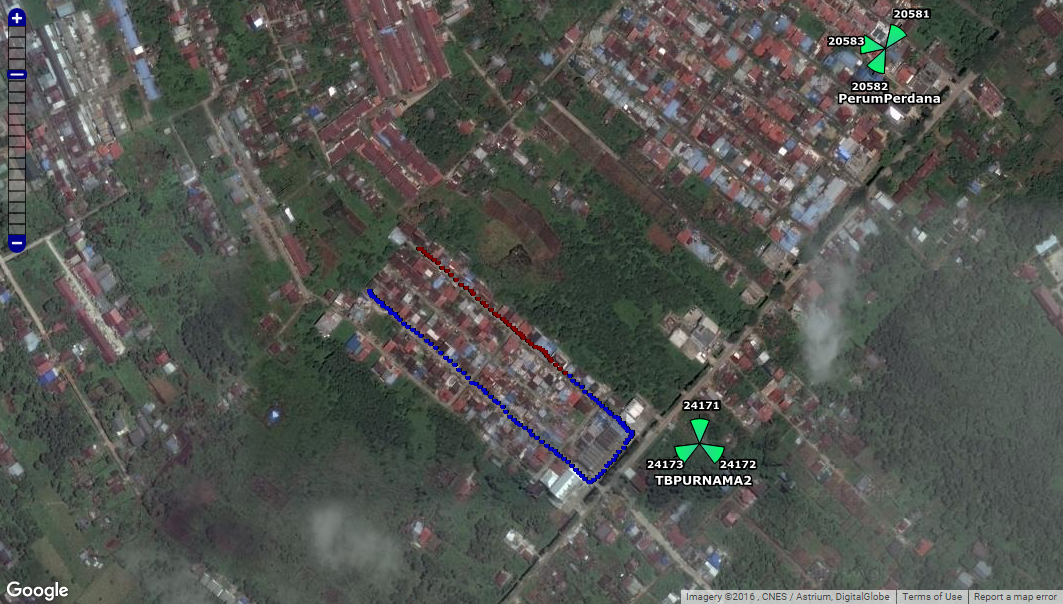 20581
20583
20582
PerumPerdana
24171
24173
24172
TBPURNAMA2
Google
Imagery ©2016 , CNES / Astrium, DigitalGlobe
Terms of Use
Report a map error